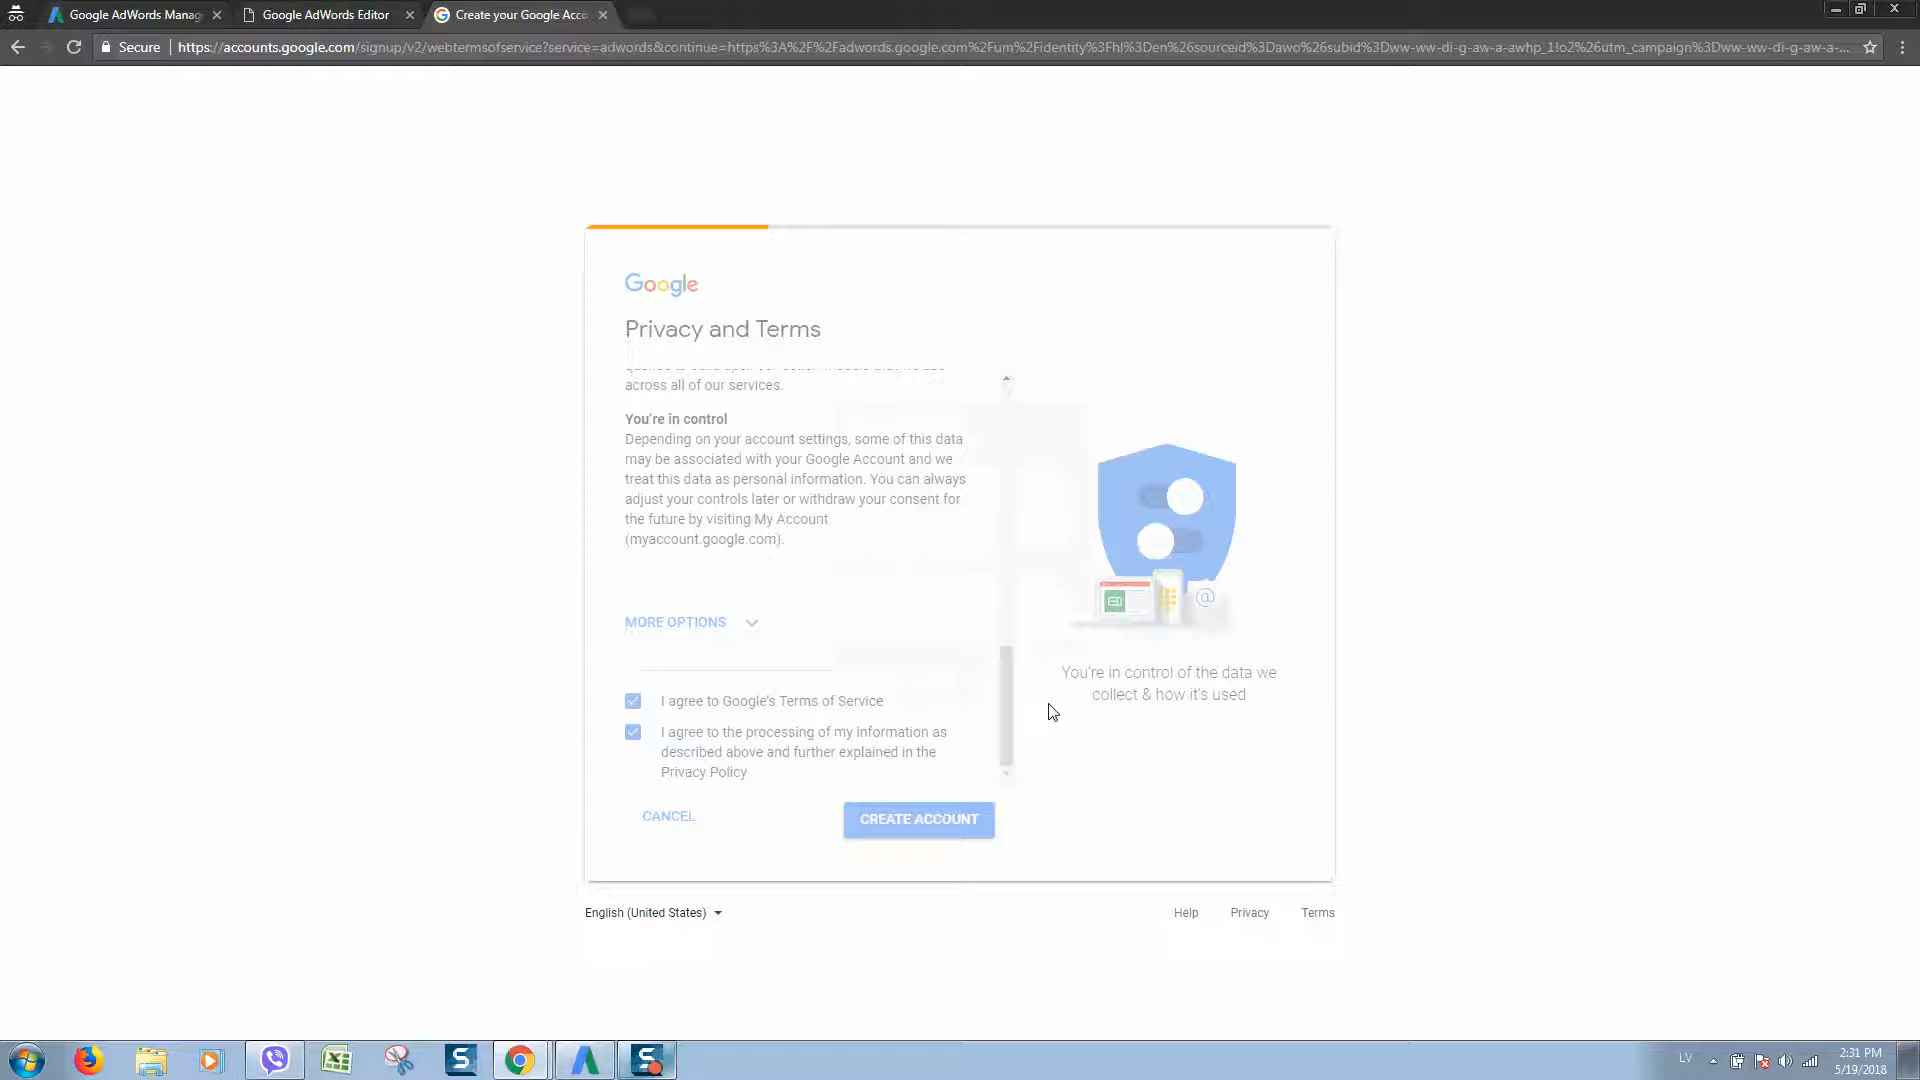 Google AdWords Manag
Google AdWords Editor
Create your Google Acco
Secure
https://accounts.google.com/signup/v2/webtermsofservice?service=adwords&continue=https%3A%2F%2Fadwords.google.com%2Fum%2Fidentity%3Fhl%3Den%26sourceid%3Dawo%26subid%3Dww-ww-di-g-aw-a-awhp_1!o2%26utm_campaign%3Dww-ww-di-g-aw-a-...
Google
Privacy and Terms
across all of our services.
You're in control
Depending on your account settings, some of this data
may be associated with your Google Account and we
treat this data as personal information. You can always
adjust your controls later or withdraw your consent for
the future by visiting My Account
(myaccount.google.com).
MORE OPTIONS
I agree to Google's Terms of Service
I agree to the processing of my information as
described above and further explained in the
Privacy Policy
CANCEL
CREATE ACCOUNT
@
You're in control of the data we
collect & how it's used
English (United States)
Help
Privacy
Terms
LV
2:31 PM
5/19/2018